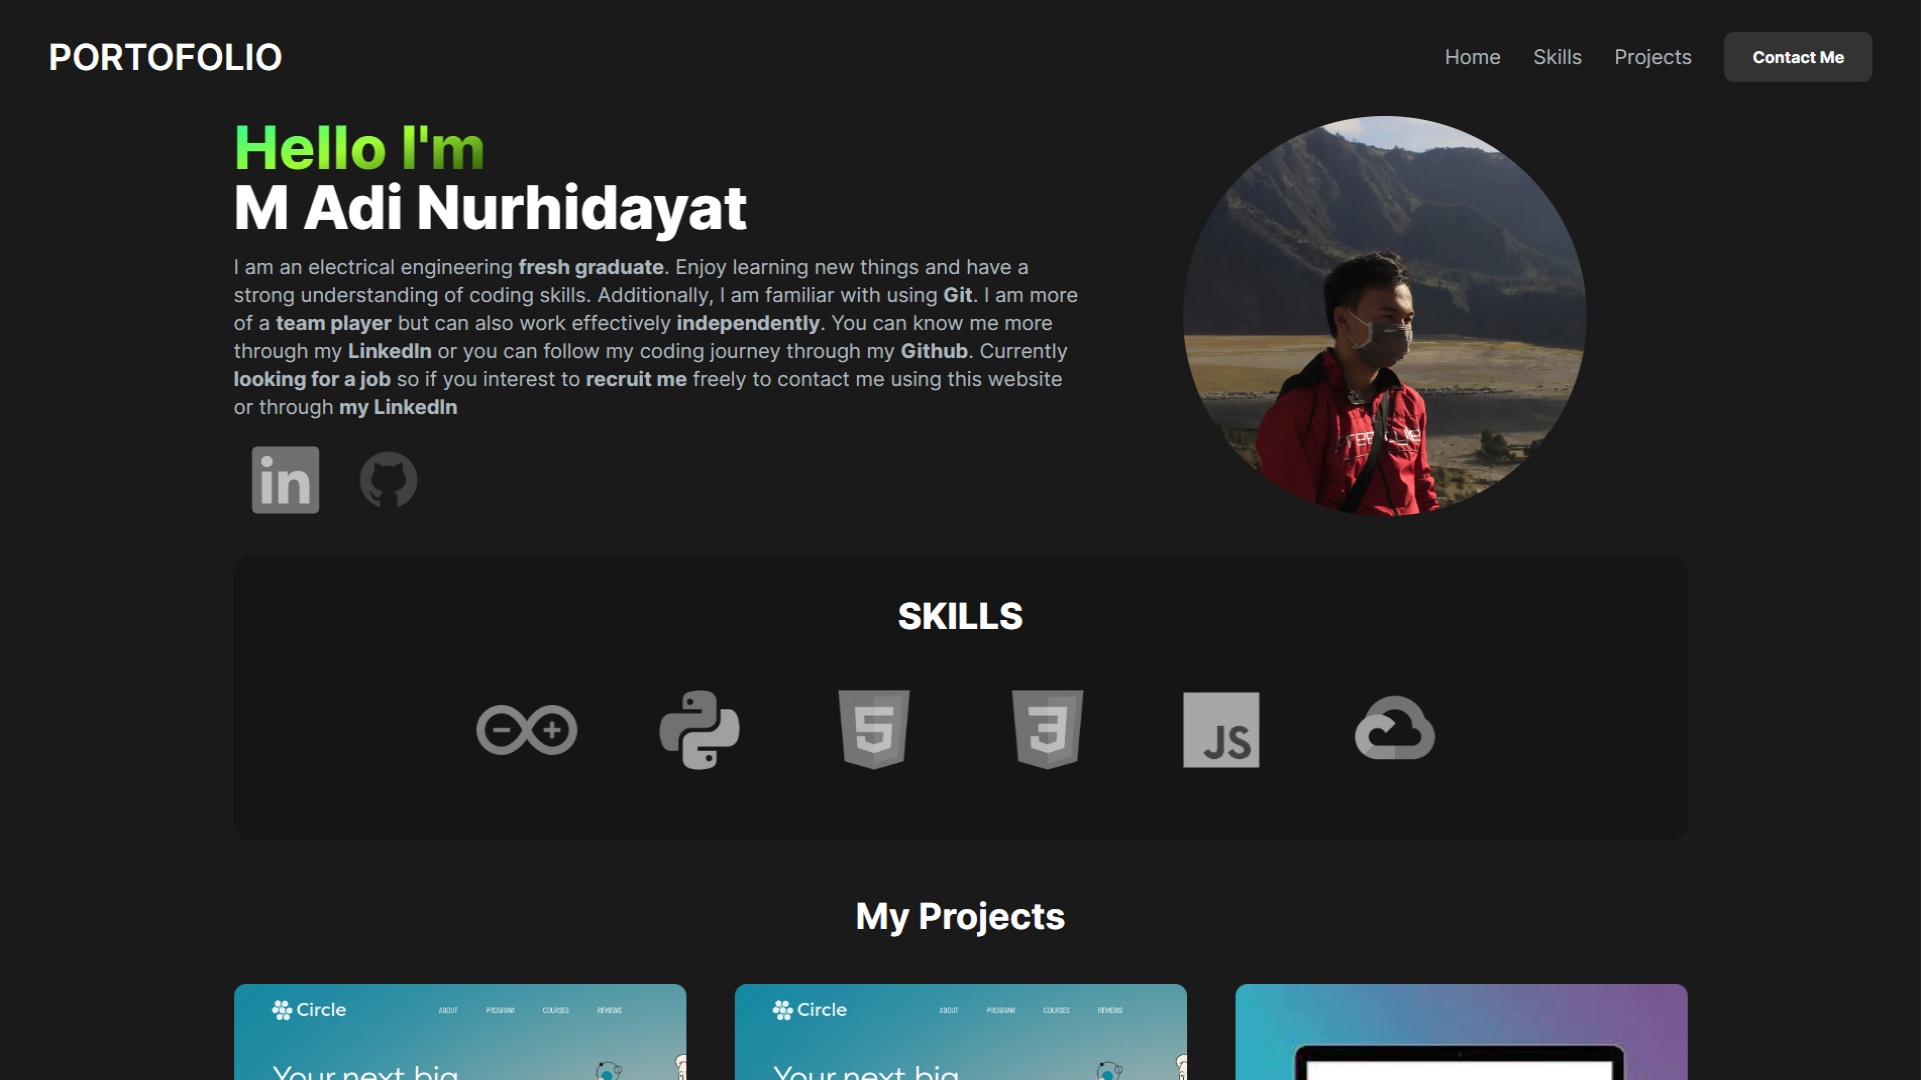 PORTOFOLIO
Home
Skills
Projects
Contact Me
Hello I'm
M Adi Nurhidayat
I am an electrical engineering fresh graduate. Enjoy learning new things and have a
strong understanding of coding skills. Additionally, I am familiar with using Git. I am more
of a team player but can also work effectively independently. You can know me more
through my LinkedIn or you can follow my coding journey through my Github. Currently
looking for a job so if you interest to recruit me freely to contact me using this website
or through my LinkedIn
in
SKILLS
5
3
JS
My Projects
Circle
ABOUT
PROGRAM
COURSES
REVIEWS
Your next big
Circle
ABOUT
PROGRAM
COURSES
REVIEWS
Your next big